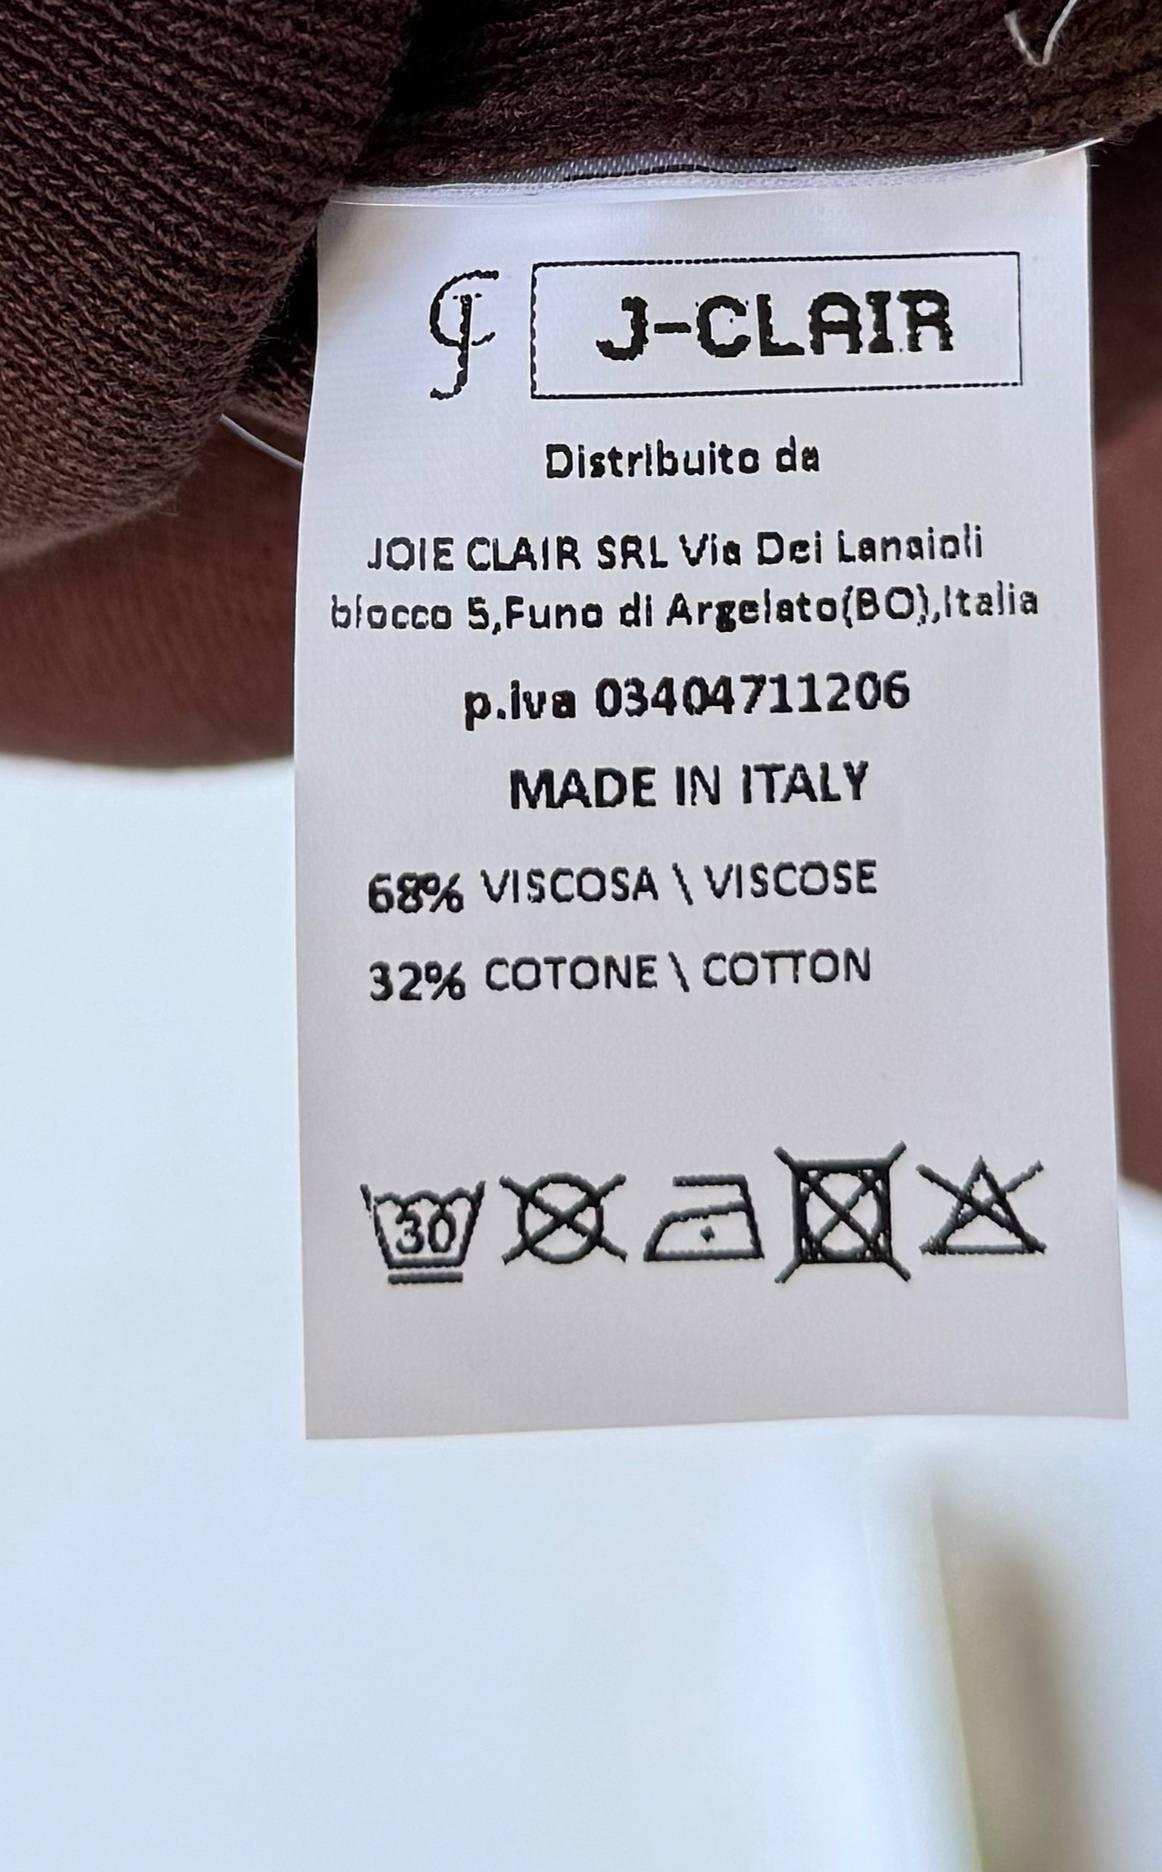 J-CLAIR
Distribuito da
JOIE CLAIR SRL Via Dei Lanaioli
blocco 5,Funo di Argelato(BO),Italia
p.iva 03404711206
MADE IN ITALY
68% VISCOSA \ VISCOSE
32% COTONE \ COTTON
30